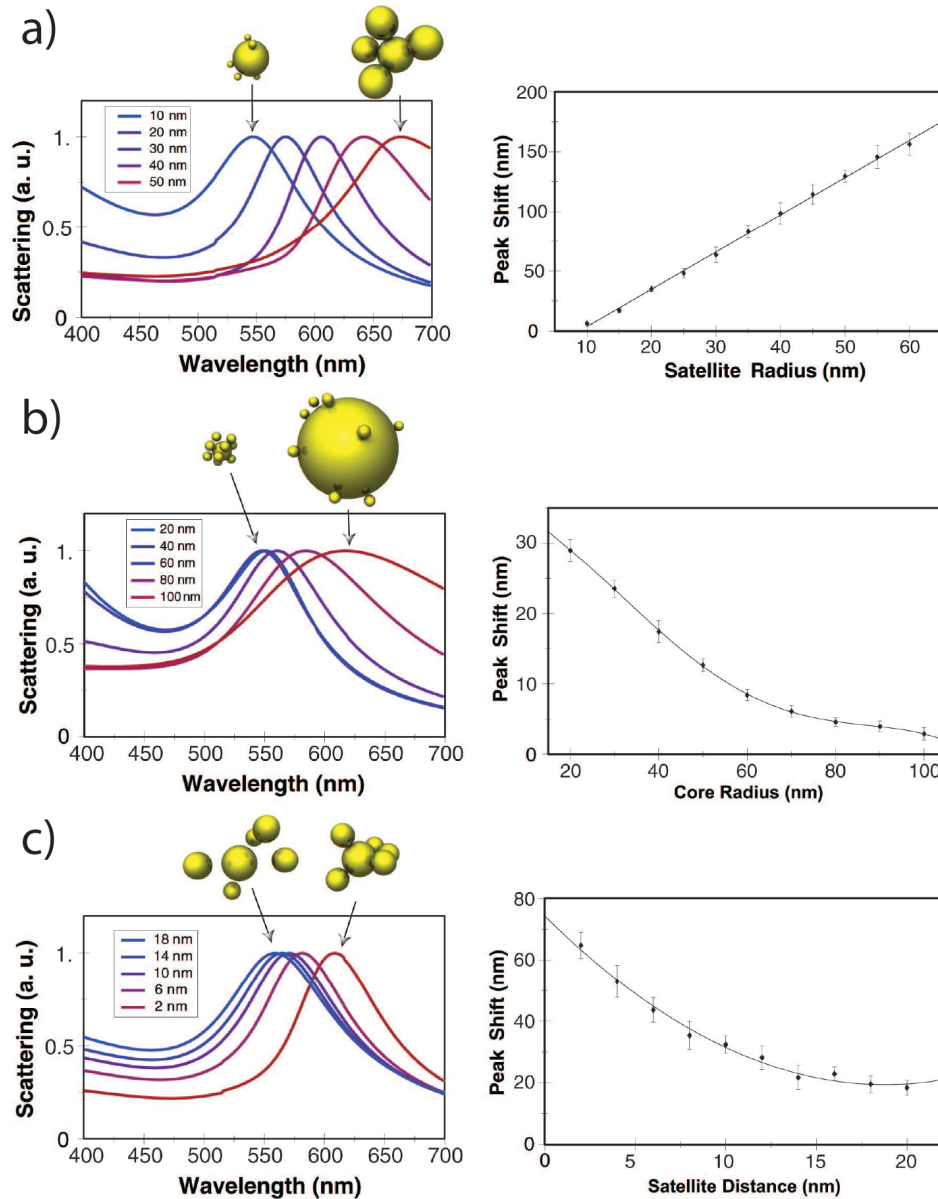 a)
10 nm
20 nm
30 nm
40 nm
50 nm
1.
0.5
0
Scattering (a. u.)
400 450 500 550 600 650 700
Wavelength (nm)
200
150
100
50
0
Peak Shift (nm)
10 20 30 40 50 60
Satellite Radius (nm)
b)
20 nm
40 nm
60 nm
80 nm
100 nm
1.
0.5
0
Scattering (a. u.)
400 450 500 550 600 650 700
Wavelength (nm)
30
20
10
0
Peak Shift (nm)
20 40 60 80 100
Core Radius (nm)
c)
18 nm
14 nm
10 nm
6 nm
2 nm
1.
0.5
0
Scattering (a. u.)
400 450 500 550 600 650 700
Wavelength (nm)
80
60
40
20
0
Peak Shift (nm)
0 5 10 15 20
Satellite Distance (nm)